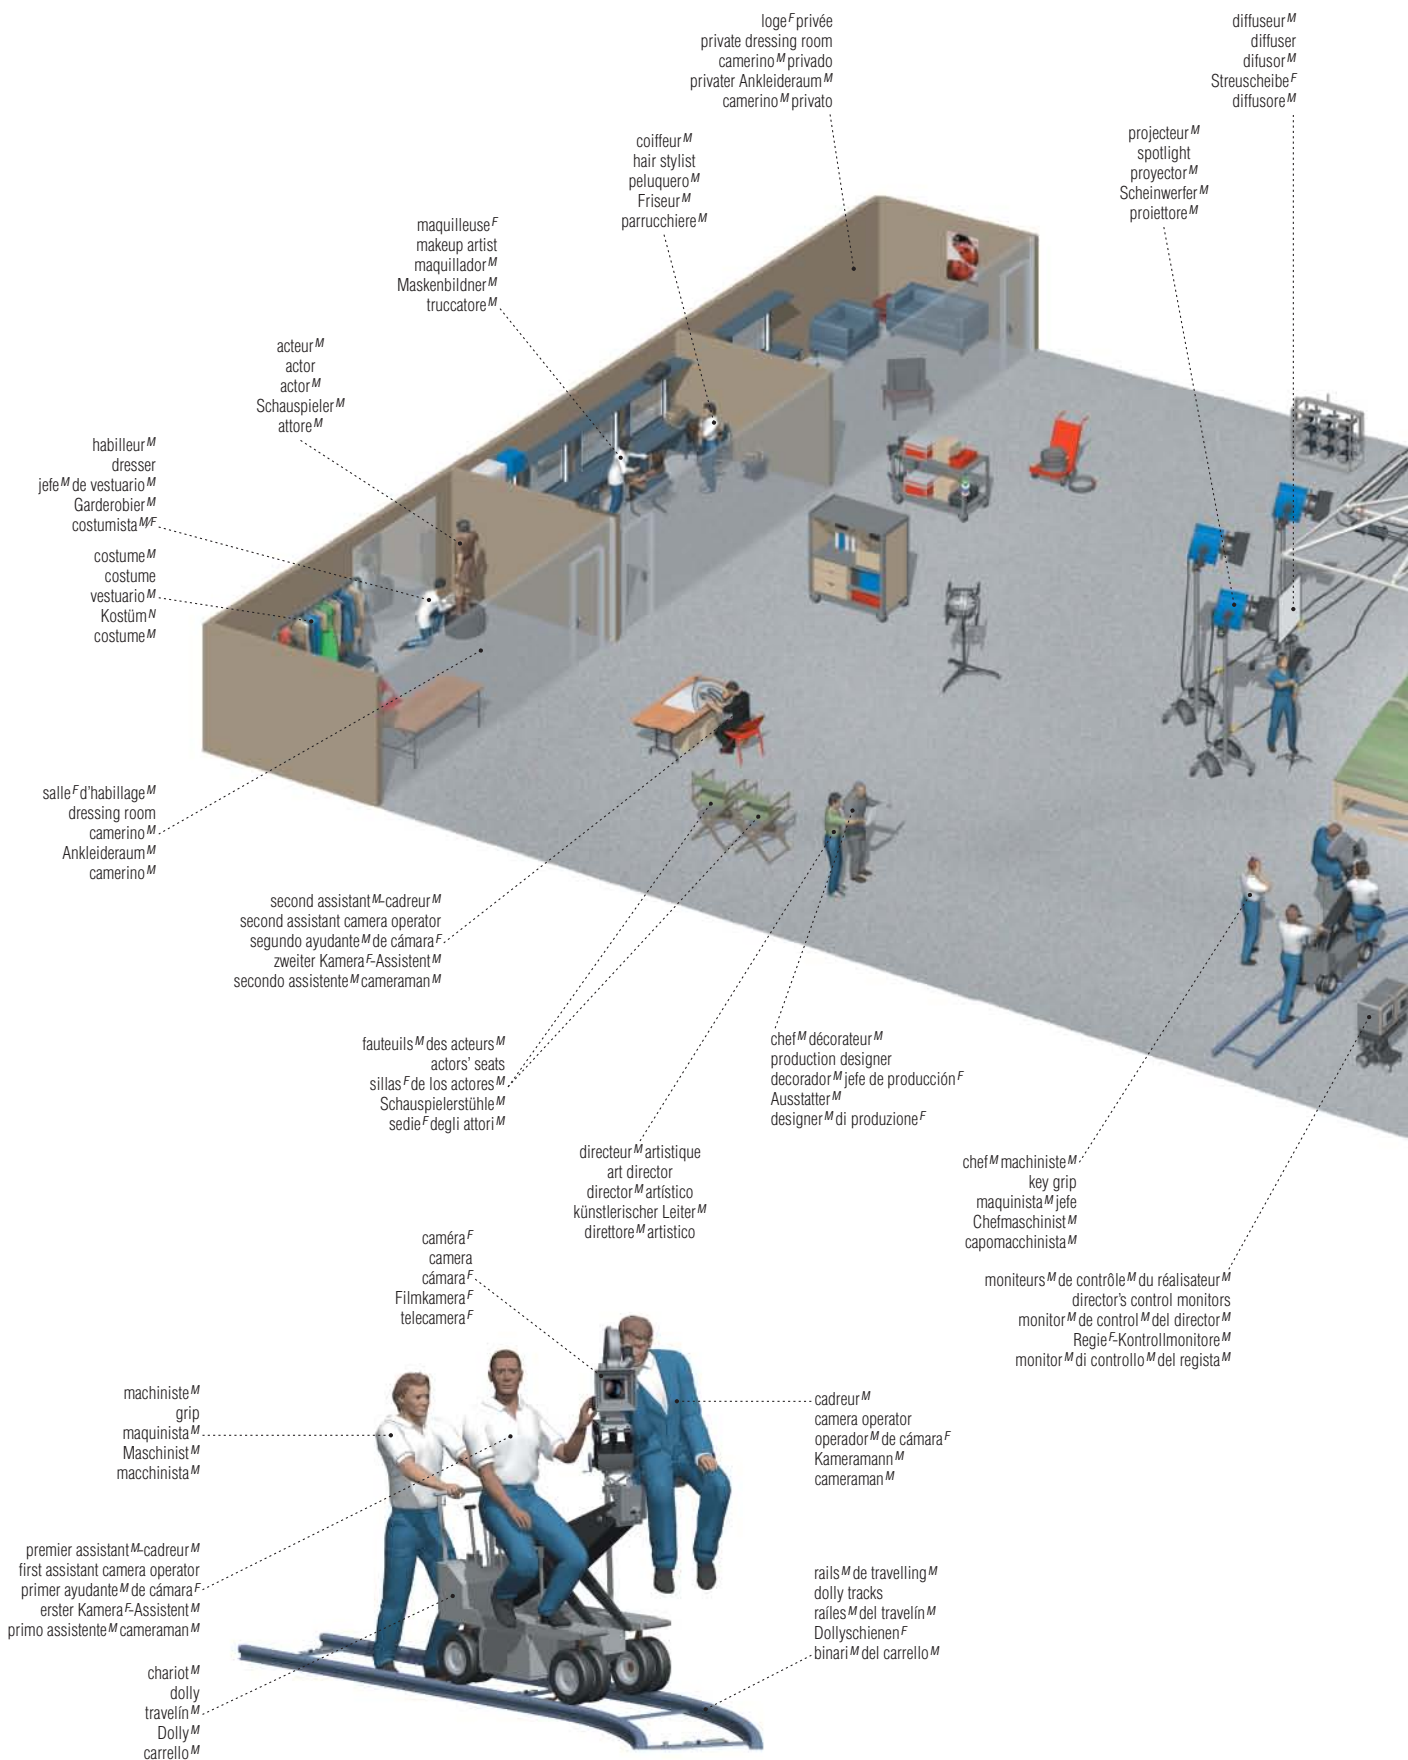 loge F privée
private dressing room
camerino M privado
privater Ankleideraum M
camerino M privato
diffuseur M
diffuser
difusor M
Streuscheibe F
diffusore M
projecteur M
spotlight
proyector M
Scheinwerfer M
proiettore M
coiffeur M
hair stylist
peluquero M
Friseur M
parrucchiere M
maquilleuse F
makeup artist
maquillador M
Maskenbildner M
truccatore M
acteur M
actor
actor M
Schauspieler M
attore M
habilleur M
dresser
jefe M de vestuario M
Garderobier M
costumista M/F
costume M
costume
vestuario M
Kostüm N
costume M
salle F d'habillage M
dressing room
camerino M
Ankleideraum M
camerino M
second assistant M-cadreur M
second assistant camera operator
segundo ayudante M de cámara F
zweiter Kamera F-Assistent M
secondo assistente M cameraman M
fauteuils M des acteurs M
actors' seats
sillas F de los actores M
Schauspielerstühle M
sedie F degli attori M
chef M décorateur M
production designer
decorador M jefe de producción F
Ausstatter M
designer M di produzione F
directeur M artistique
art director
director M artístico
künstlerischer Leiter M
direttore M artistico
chef M machiniste M
key grip
maquinista M jefe
Chefmaschinist M
capomacchinista M
moniteurs M de contrôle M du réalisateur M
director's control monitors
monitor M de control M del director M
Regie F-Kontrollmonitore M
monitor M di controllo M del regista M
caméra F
camera
cámara F
Filmkamera F
telecamera F
machiniste M
grip
maquinista M
Maschinist M
macchinista M
cadreur M
camera operator
operador M de cámara F
Kameramann M
cameraman M
premier assistant M-cadreur M
first assistant camera operator
primer ayudante M de cámara F
erster Kamera F-Assistent M
primo assistente M cameraman M
rails M de travelling M
dolly tracks
raíles M del travelín M
Dollyschienen F
binari M del carrello M
chariot M
dolly
travelín M
Dolly M
carrello M